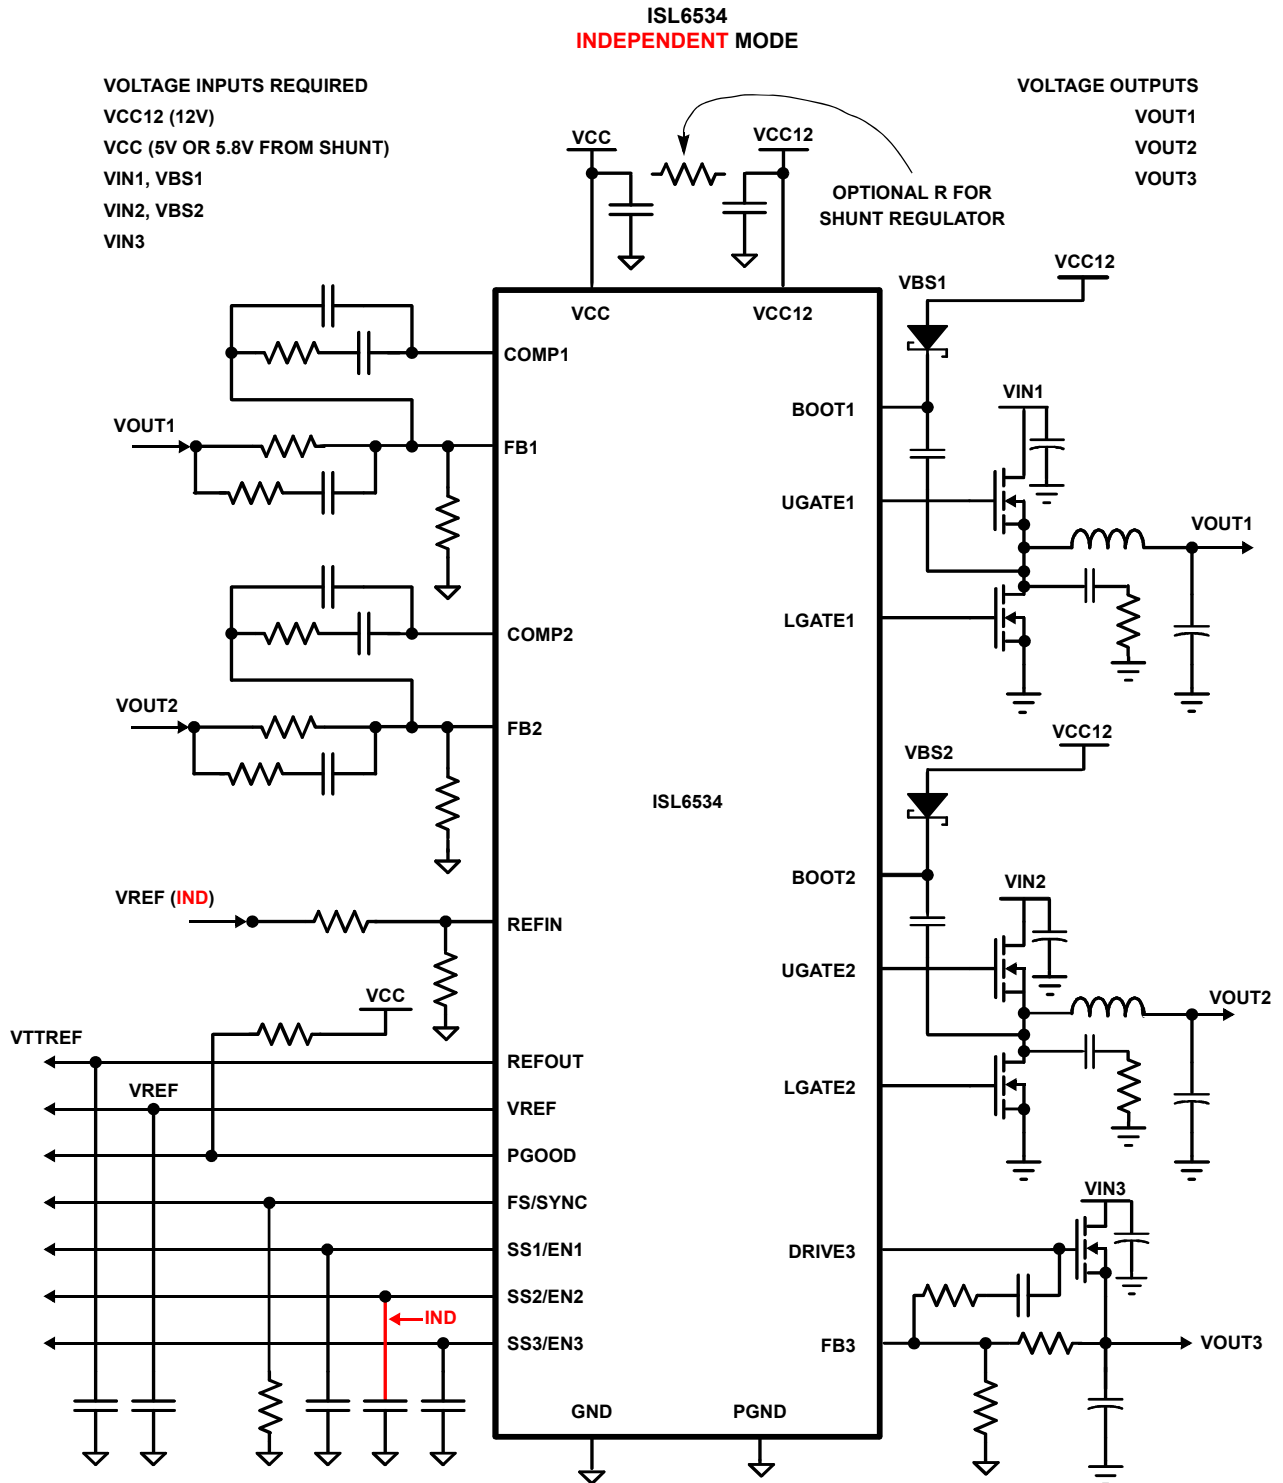 ISL6534
INDEPENDENT MODE
VOLTAGE INPUTS REQUIRED
VCC12 (12V)
VCC (5V OR 5.8V FROM SHUNT)
VIN1, VBS1
VIN2, VBS2
VIN3
VOLTAGE OUTPUTS
VOUT1
VOUT2
VOUT3
VCC
VCC12
OPTIONAL R FOR
SHUNT REGULATOR
VCC
VCC12
VBS1
VCC12
COMP1
BOOT1
VIN1
VOUT1
FB1
UGATE1
VOUT1
COMP2
LGATE1
VOUT2
FB2
VBS2
VCC12
ISL6534
BOOT2
VIN2
VREF (IND)
REFIN
UGATE2
VOUT2
VCC
VTTREF
REFOUT
LGATE2
VREF
VREF
PGOOD
FS/SYNC
VIN3
SS1/EN1
DRIVE3
SS2/EN2
IND
SS3/EN3
FB3
VOUT3
GND
PGND